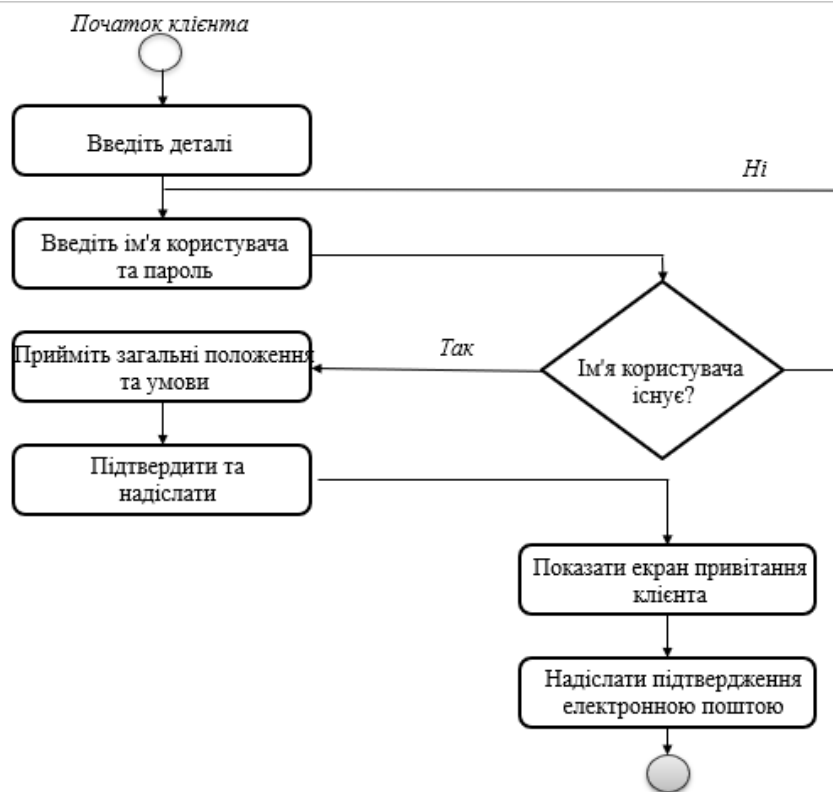 Початок клієнта
Введіть деталі
Ні
Введіть ім'я користувача
та пароль
Прийміть загальні положення
та умови
Так
Ім'я користувача
існує?
Підтвердити та
надіслати
Показати екран привітання
клієнта
Надіслати підтвердження
електронною поштою